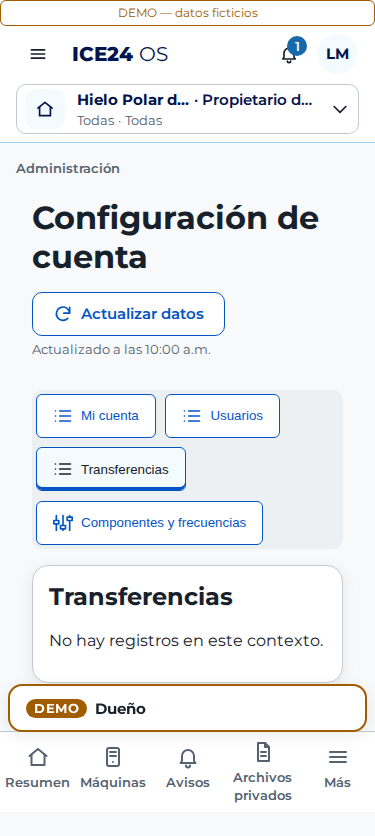 DEMO — datos ficticios
ICE24 OS
1
LM
Hielo Polar d... · Propietario d...
Todas · Todas
Administración
Configuración de
cuenta
Actualizar datos
Actualizado a las 10:00 a.m.
Mi cuenta
Usuarios
Transferencias
Componentes y frecuencias
Transferencias
No hay registros en este contexto.
DEMO Dueño
Resumen
Máquinas
Avisos
Archivos
privados
Más